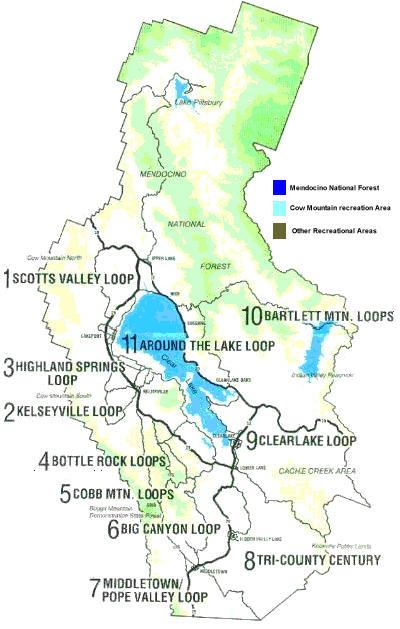 Lake Pillsbury
MENDOCINO
Mendocino National Forest
Cow Mountain recreation Area
NATIONAL
Other Recreational Areas
FOREST
Cow Mountain North
UPPER LAKE
1 SCOTTS VALLEY LOOP
NICE
10 BARTLETT MTN. LOOPS
LUCERNE
LAKEPORT
11 AROUND THE LAKE LOOP
Clear Lake
3 HIGHLAND SPRINGS
LOOP
Indian Valley Reservoir
CLEARLAKE OAKS
Cow Mountain South
KELSEYVILLE
2 KELSEYVILLE LOOP
CLEARLAKE
9 CLEARLAKE LOOP
4 BOTTLE ROCK LOOPS
LOWER LAKE
CACHE CREEK AREA
5 COBB MTN. LOOPS
Boggs Mountain
Demonstration State Forest
COBB
6 BIG CANYON LOOP
HIDDEN VALLEY LAKE
Knoxville Public Lands
8 TRI-COUNTY CENTURY
MIDDLETOWN
7 MIDDLETOWN/
POPE VALLEY LOOP